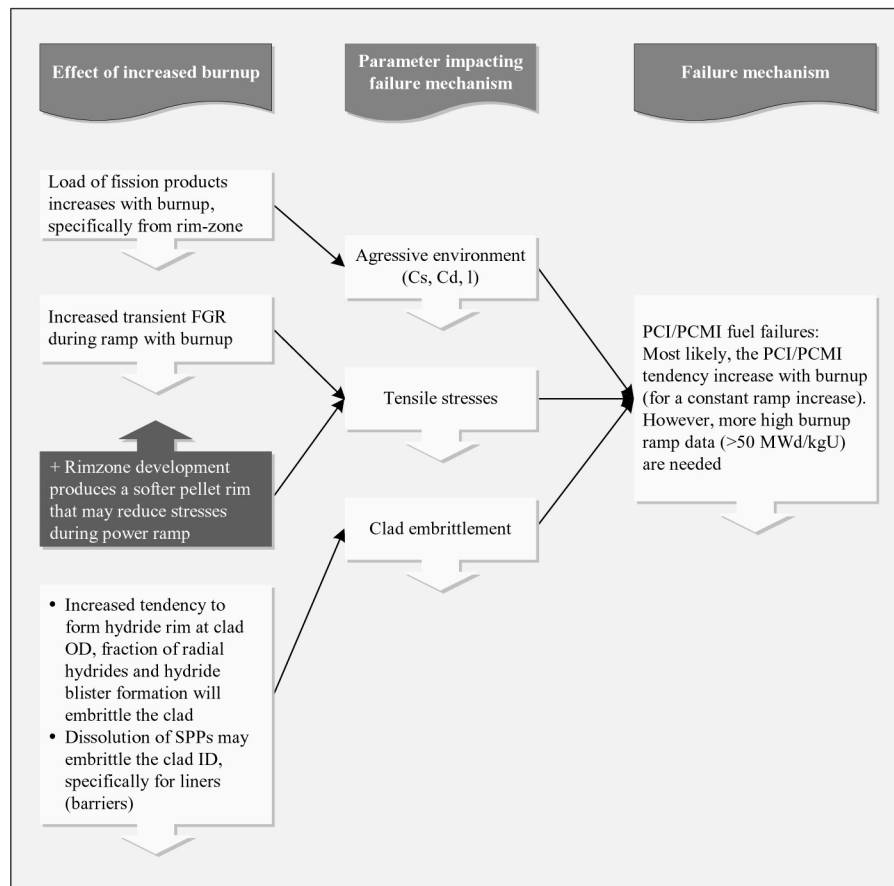 Effect of increased burnup
Parameter impacting
failure mechanism
Failure mechanism
Load of fission products
increases with burnup,
specifically from rim-zone
Increased transient FGR
during ramp with burnup
+ Rimzone development
produces a softer pellet rim
that may reduce stresses
during power ramp
• Increased tendency to
form hydride rim at clad
OD, fraction of radial
hydrides and hydride
blister formation will
embrittle the clad
• Dissolution of SPPs may
embrittle the clad ID,
specifically for liners
(barriers)
Agressive environment
(Cs, Cd, l)
Tensile stresses
Clad embrittlement
PCI/PCMI fuel failures:
Most likely, the PCI/PCMI
tendency increase with burnup
(for a constant ramp increase).
However, more high burnup
ramp data (>50 MWd/kgU)
are needed